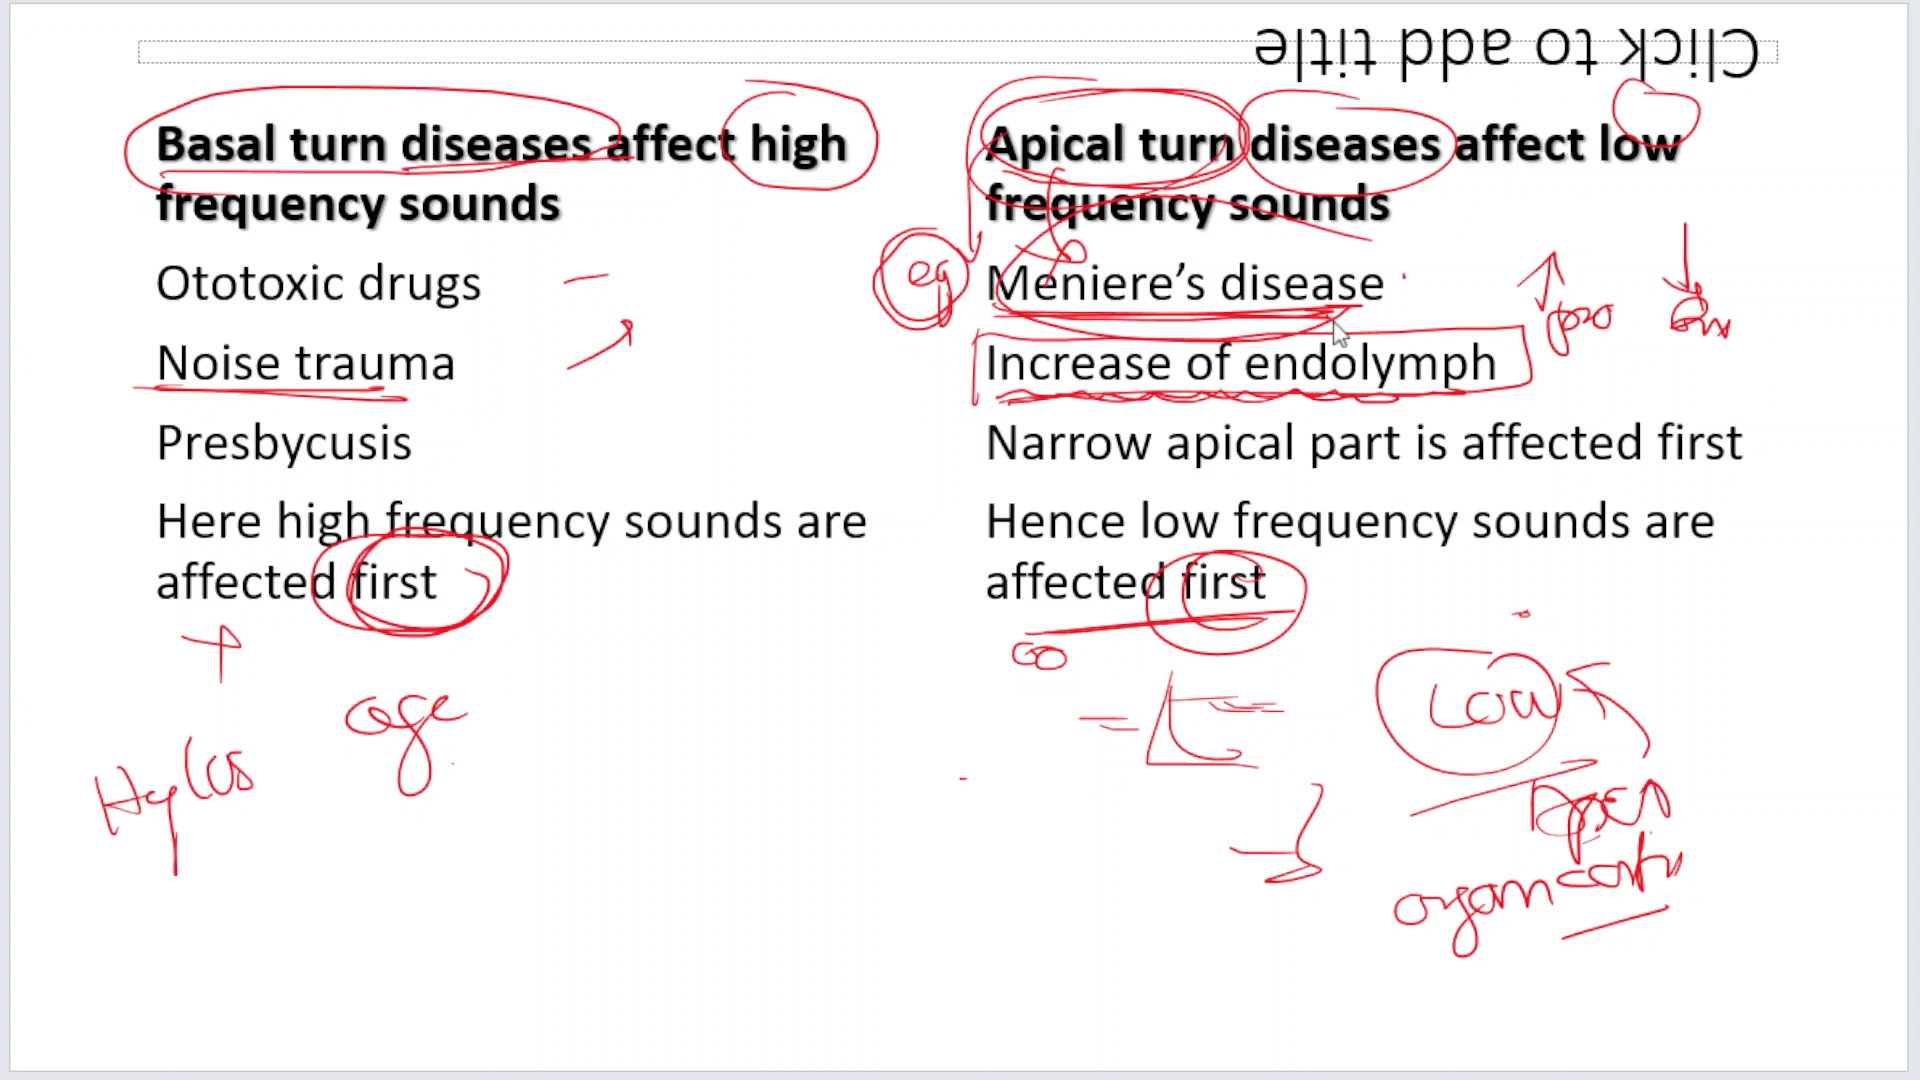 Click to add title
Basal turn diseases affect high
frequency sounds
Ototoxic drugs
Noise trauma
Presbycusis
Here high frequency sounds are
affected first
age
Apical turn diseases affect low
frequency sounds
eg
Meniere’s disease
Increase of endolymph
Narrow apical part is affected first
Hence low frequency sounds are
affected first
Low
Apex
organ corti